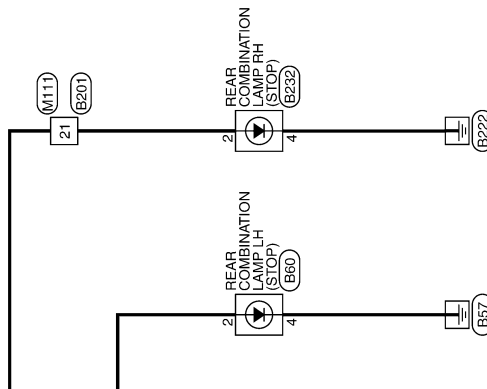 M111
B201
21
REAR
COMBINATION
LAMP RH
(STOP)
B232
2
4
B222
REAR
COMBINATION
LAMP LH
(STOP)
B60
2
4
B57